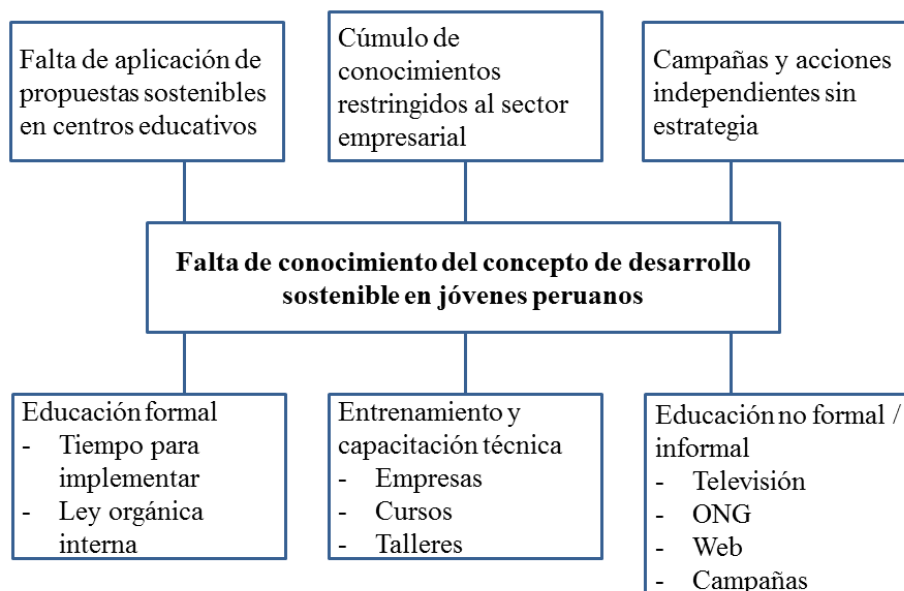 Falta de aplicación de
propuestas sostenibles
en centros educativos
Cúmulo de
conocimientos
restringidos al sector
empresarial
Campañas y acciones
independientes sin
estrategia
Falta de conocimiento del concepto de desarrollo
sostenible en jóvenes peruanos
Educación formal
- Tiempo para
implementar
- Ley orgánica
interna
Entrenamiento y
capacitación técnica
- Empresas
- Cursos
- Talleres
Educación no formal /
informal
- Televisión
- ONG
- Web
- Campañas